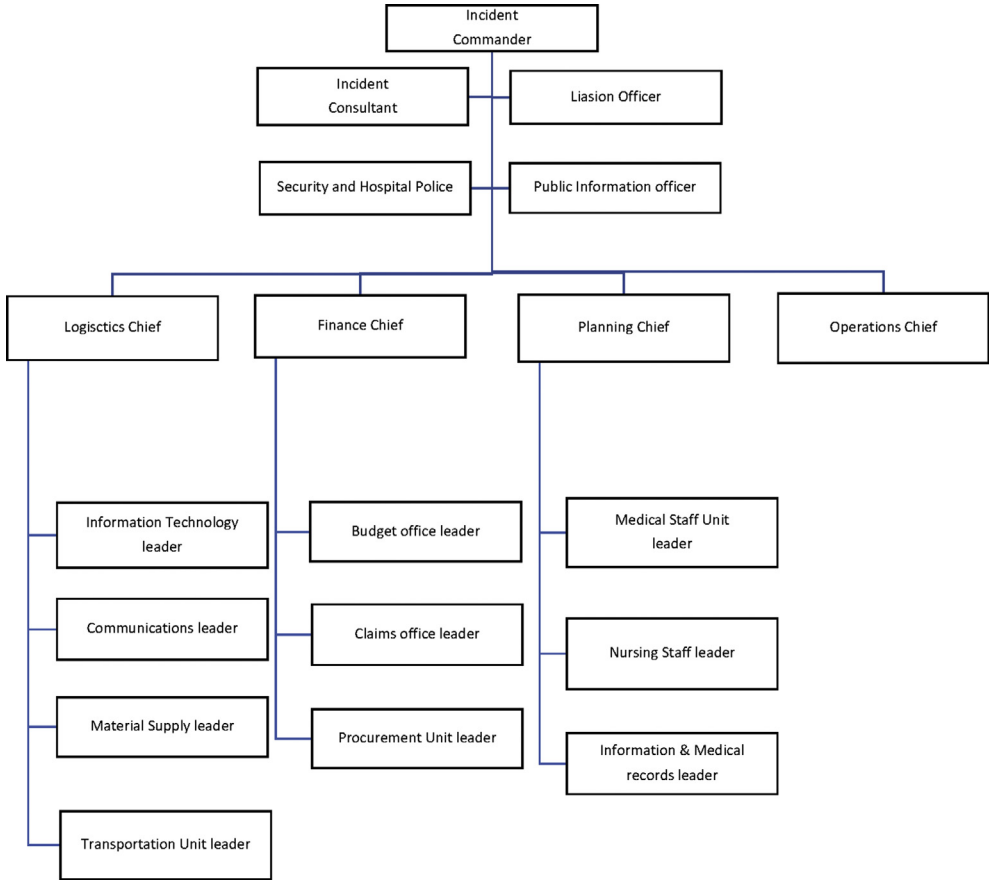 Incident
Commander
Incident
Consultant
Liasion Officer
Security and Hospital Police
Public Information officer
Logisctics Chief
Finance Chief
Planning Chief
Operations Chief
Information Technology
leader
Communications leader
Material Supply leader
Transportation Unit leader
Budget office leader
Claims office leader
Procurement Unit leader
Medical Staff Unit
leader
Nursing Staff leader
Information & Medical
records leader